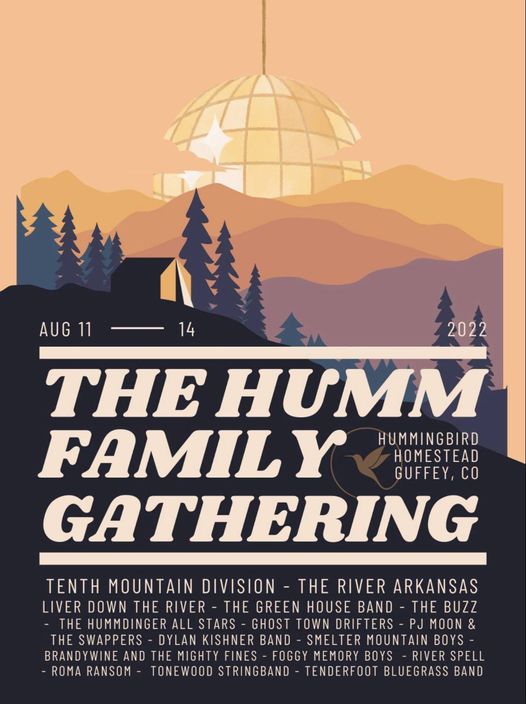 AUG 11 —— 14 2022
THE HUMM
FAMILY
HUMMINGBIRD
HOMESTEAD
GUFFEY, CO
GATHERING
TENTH MOUNTAIN DIVISION - THE RIVER ARKANSAS
LIVER DOWN THE RIVER - THE GREEN HOUSE BAND - THE BUZZ
- THE HUMMDINGER ALL STARS - GHOST TOWN DRIFTERS - PJ MOON &
THE SWAPPERS - DYLAN KISHNER BAND - SMELTER MOUNTAIN BOYS -
BRANDYWINE AND THE MIGHTY FINES - FOGGY MEMORY BOYS - RIVER SPELL
- ROMA RANSOM - TONEWOOD STRINGBAND - TENDERFOOT BLUEGRASS BAND